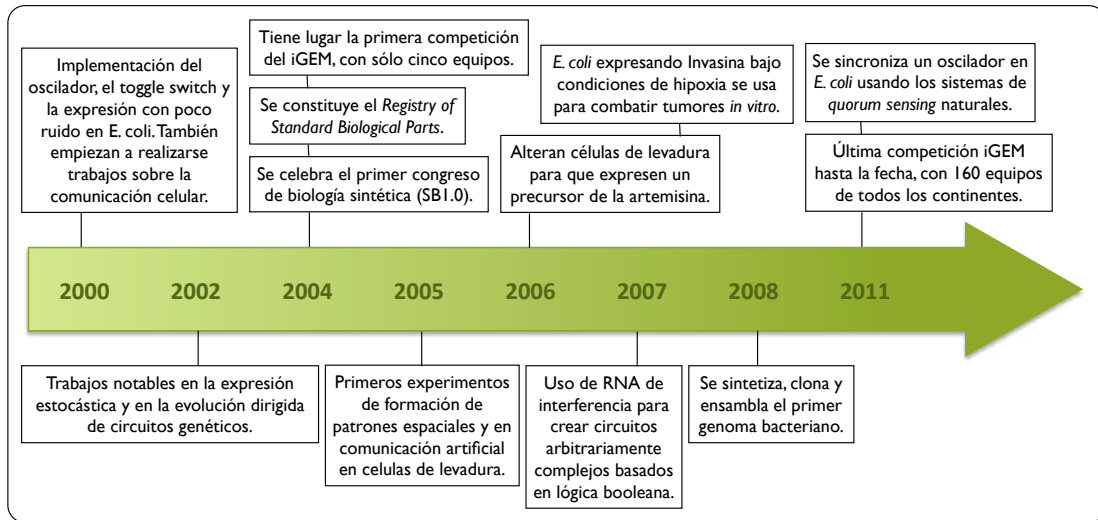 Implementación del
oscilador, el toggle switch y
la expresión con poco
ruido en E. coli. También
empiezan a realizarse
trabajos sobre la
comunicación celular.
Tiene lugar la primera competición
del iGEM, con sólo cinco equipos.
Se constituye el Registry of
Standard Biological Parts.
Se celebra el primer congreso
de biología sintética (SB1.0).
E. coli expresando Invasina bajo
condiciones de hipoxia se usa
para combatir tumores in vitro.
Alteran células de levadura
para que expresen un
precursor de la artemisina.
Se sincroniza un oscilador en
E. coli usando los sistemas de
quorum sensing naturales.
Última competición iGEM
hasta la fecha, con 160 equipos
de todos los continentes.
2000 2002 2004 2005 2006 2007 2008 2011
Trabajos notables en la expresión
estocástica y en la evolución dirigida
de circuitos genéticos.
Primeros experimentos
de formación de
patrones espaciales y en
comunicación artificial
en celulas de levadura.
Uso de RNA de
interferencia para
crear circuitos
arbitrariamente
complejos basados
en lógica booleana.
Se sintetiza, clona y
ensambla el primer
genoma bacteriano.